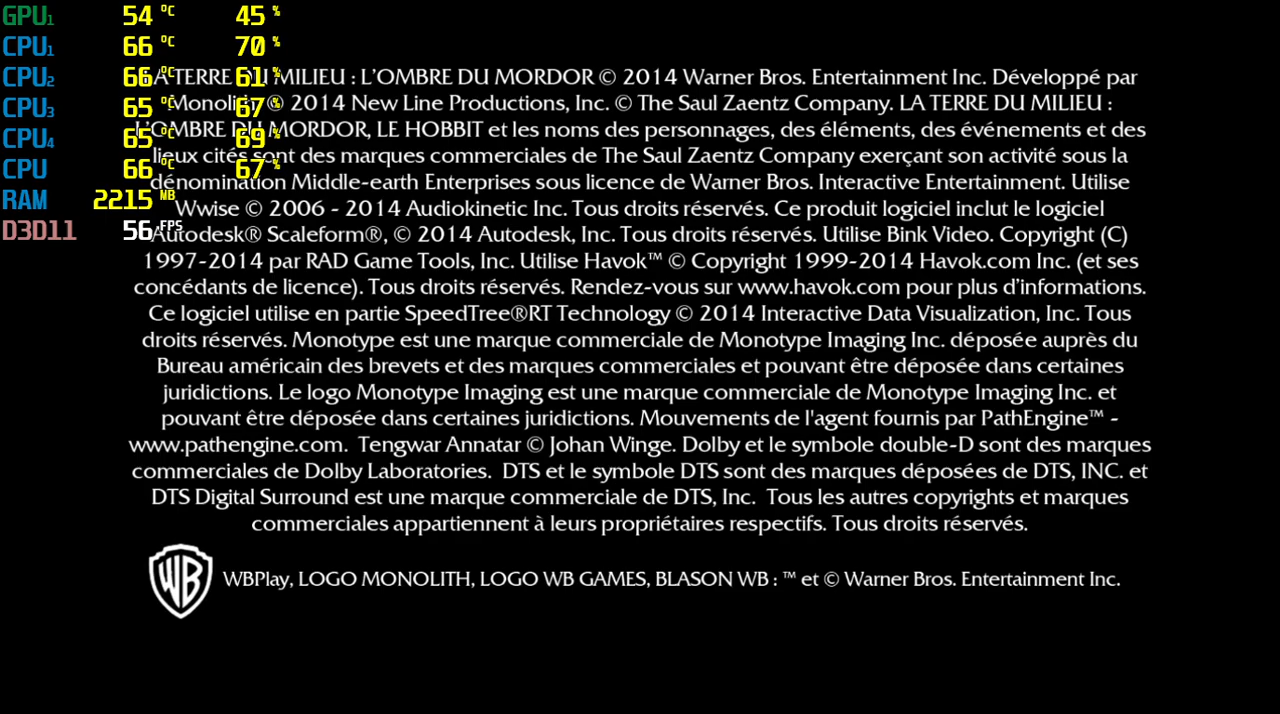 GPU1 54 °C 45 %
CPU1 66 °C 70 %
CPU2 66 °C 61 %
CPU3 65 °C 67 %
CPU4 65 °C 69 %
CPU 66 °C 67 %
RAM 2215 MB
D3D11 56 FPS
LA TERRE DU MILIEU : L'OMBRE DU MORDOR © 2014 Warner Bros. Entertainment Inc. Développé par
Monolith ® 2014 New Line Productions, Inc. © The Saul Zaentz Company. LA TERRE DU MILIEU :
L'OMBRE DU MORDOR, LE HOBBIT et les noms des personnages, des éléments, des événements et des
lieux cités sont des marques commerciales de The Saul Zaentz Company exerçant son activité sous la
dénomination Middle-earth Enterprises sous licence de Warner Bros. Interactive Entertainment. Utilise
Wwise © 2006 - 2014 Audiokinetic Inc. Tous droits réservés. Ce produit logiciel inclut le logiciel
Autodesk® Scaleform®, © 2014 Autodesk, Inc. Tous droits réservés. Utilise Bink Video. Copyright (C)
1997-2014 par RAD Game Tools, Inc. Utilise Havok™ © Copyright 1999-2014 Havok.com Inc. (et ses
concédants de licence). Tous droits réservés. Rendez-vous sur www.havok.com pour plus d'informations.
Ce logiciel utilise en partie SpeedTree®RT Technology © 2014 Interactive Data Visualization, Inc. Tous
droits réservés. Monotype est une marque commerciale de Monotype Imaging Inc. déposée auprès du
Bureau américain des brevets et des marques commerciales et pouvant être déposée dans certaines
juridictions. Le logo Monotype Imaging est une marque commerciale de Monotype Imaging Inc. et
pouvant être déposée dans certaines juridictions. Mouvements de l'agent fournis par PathEngine™ -
www.pathengine.com. Tengwar Annatar © Johan Winge. Dolby et le symbole double-D sont des marques
commerciales de Dolby Laboratories. DTS et le symbole DTS sont des marques déposées de DTS, INC. et
DTS Digital Surround est une marque commerciale de DTS, Inc. Tous les autres copyrights et marques
commerciales appartiennent à leurs propriétaires respectifs. Tous droits réservés.
WB WBPlay, LOGO MONOLITH, LOGO WB GAMES, BLASON WB : ™ et © Warner Bros. Entertainment Inc.